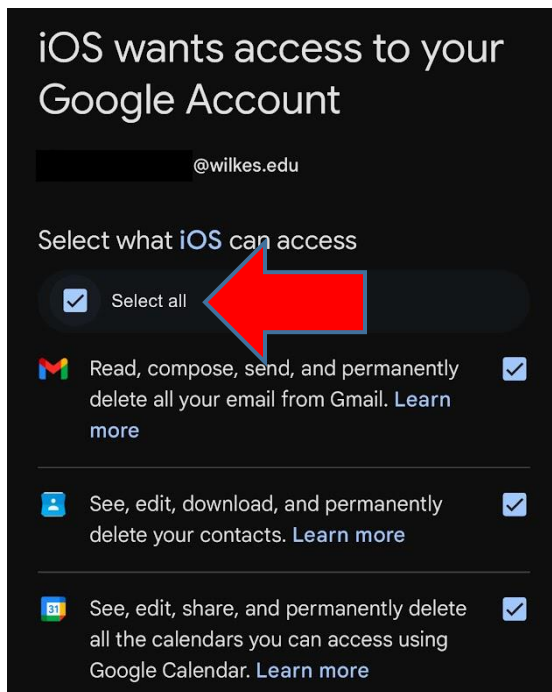 iOS wants access to your
Google Account
@wilkes.edu
Select what iOS can access
Select all
Read, compose, send, and permanently
delete all your email from Gmail. Learn
more
See, edit, download, and permanently
delete your contacts. Learn more
31
See, edit, share, and permanently delete
all the calendars you can access using
Google Calendar. Learn more